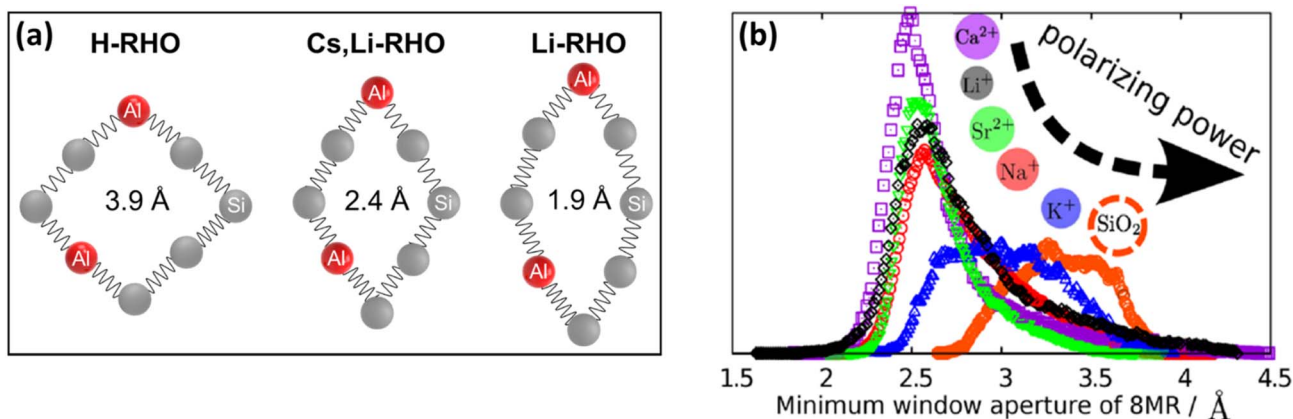 (a)
H-RHO
Cs,Li-RHO
Li-RHO
Al
Si
3.9 Å
Al
Al
Si
2.4 Å
Al
Al
Si
1.9 Å
Al
(b)
Ca²⁺
Li⁺
Sr²⁺
Na⁺
K⁺
SiO₂
polarizing power
1.5 2 2.5 3 3.5 4 4.5
Minimum window aperture of 8MR / Å